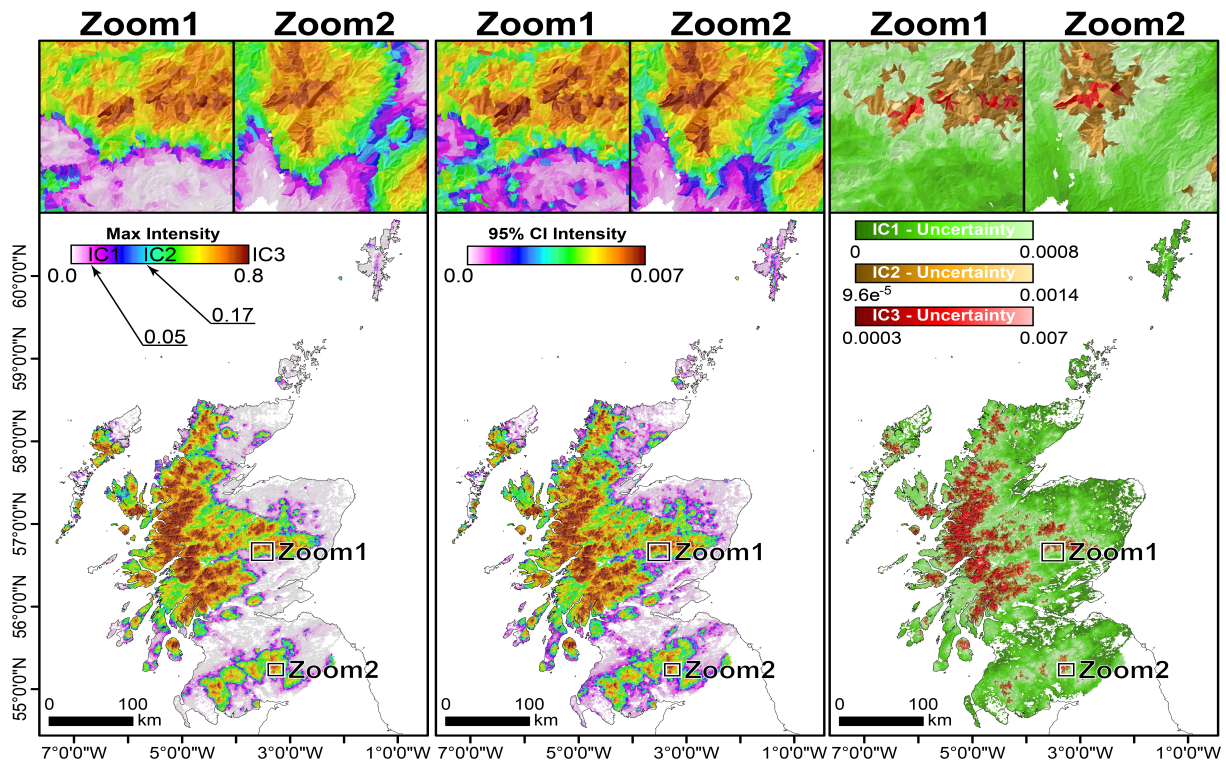 Zoom1 Zoom2 Zoom1 Zoom2 Zoom1 Zoom2
Max Intensity
IC1 IC2 IC3
0.0 0.8
0.17
0.05
95% CI Intensity
0.0 0.007
IC1 - Uncertainty
0 0.0008
IC2 - Uncertainty
9.6e-5 0.0014
IC3 - Uncertainty
0.0003 0.007
60°0'0"N
59°0'0"N
58°0'0"N
57°0'0"N
56°0'0"N
55°0'0"N
Zoom1 Zoom1 Zoom1
Zoom2 Zoom2 Zoom2
0 100 0 100 0 100
km km km
7°0'0"W 5°0'0"W 3°0'0"W 1°0'0"W 7°0'0"W 5°0'0"W 3°0'0"W 1°0'0"W 7°0'0"W 5°0'0"W 3°0'0"W 1°0'0"W